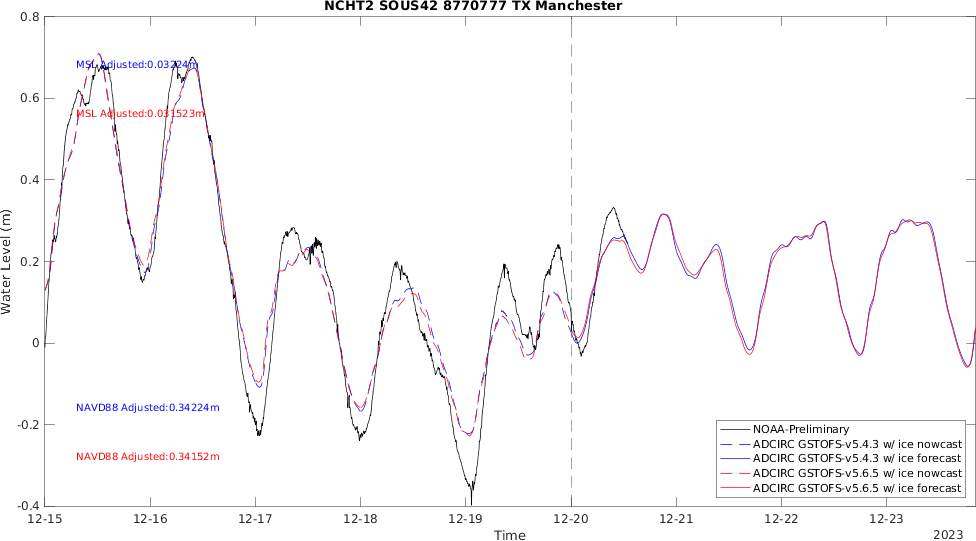 NCHT2 SOUS42 8770777 TX Manchester
0.8
0.6
0.4
0.2
0
-0.2
-0.4
Water Level (m)
MSL Adjusted:0.03224m
MSL Adjusted:0.031523m
NAVD88 Adjusted:0.34224m
NAVD88 Adjusted:0.34152m
NOAA-Preliminary
ADCIRC GSTOFS-v5.4.3 w/ ice nowcast
ADCIRC GSTOFS-v5.4.3 w/ ice forecast
ADCIRC GSTOFS-v5.6.5 w/ ice nowcast
ADCIRC GSTOFS-v5.6.5 w/ ice forecast
12-15 12-16 12-17 12-18 12-19 12-20 12-21 12-22 12-23
Time
2023